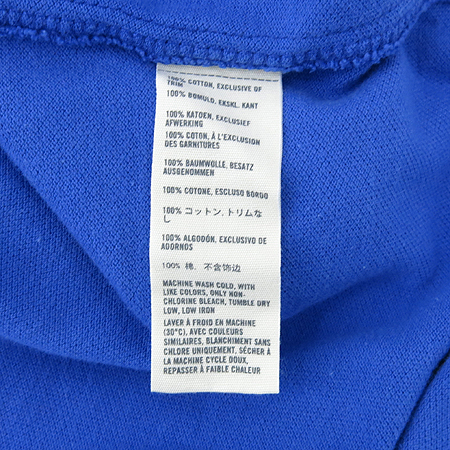 100% COTTON, EXCLUSIVE OF
TRIM
100% BOMULD, EKSKL. KANT
100% KATOEN, EXCLUSIEF
AFWERKING
100% COTON, À L'EXCLUSION
DES GARNITURES
100% BAUMWOLLE, BESATZ
AUSGENOMMEN
100% COTONE, ESCLUSO BORDO
100% コットン, トリムな
し
100% ALGODÓN, EXCLUSIVO DE
ADORNOS
100% 棉, 不含饰边
MACHINE WASH COLD, WITH
LIKE COLORS, ONLY NON-
CHLORINE BLEACH, TUMBLE DRY
LOW, LOW IRON
LAVER À FROID EN MACHINE
(30°C), AVEC COULEURS
SIMILAIRES, BLANCHIMENT SANS
CHLORE UNIQUEMENT, SÉCHER À
LA MACHINE CYCLE DOUX,
REPASSER À FAIBLE CHALEUR